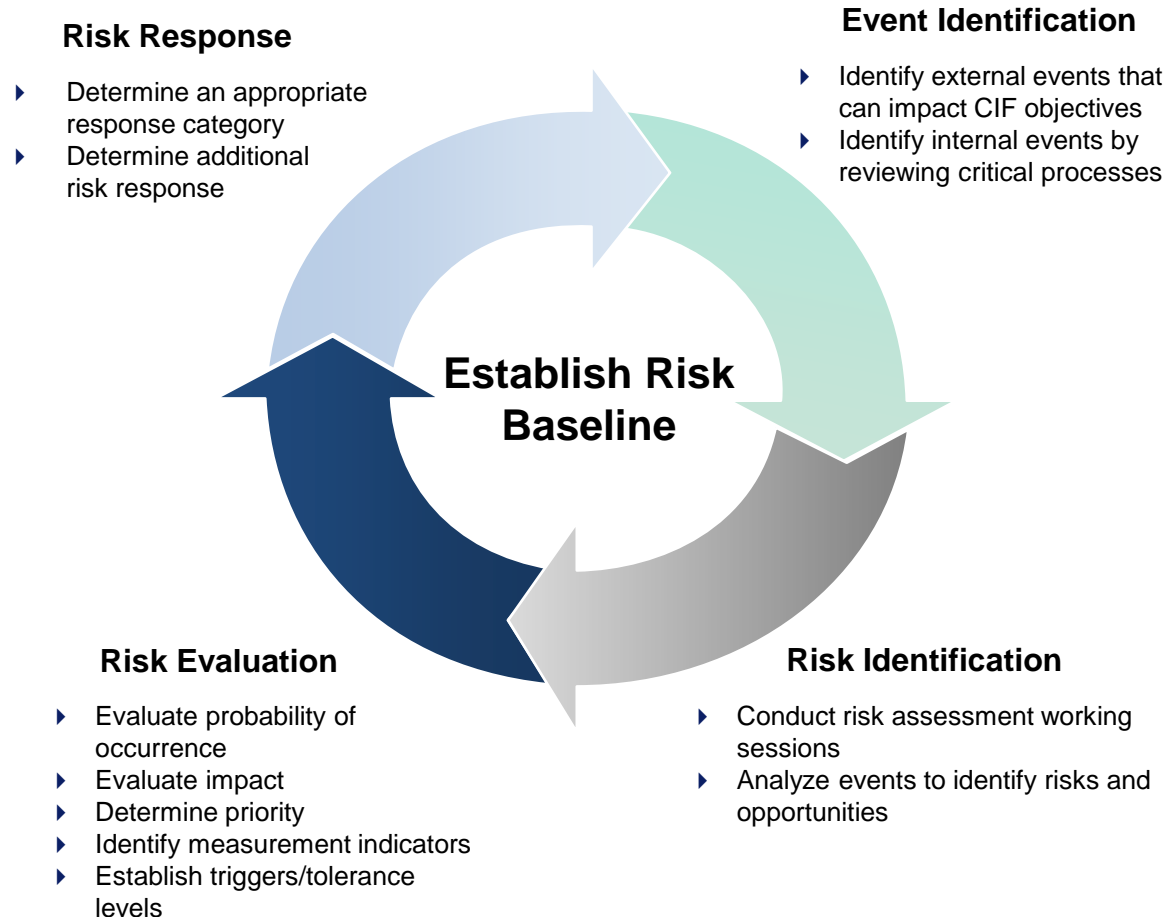 Risk Response
Determine an appropriate
response category
Determine additional
risk response
Event Identification
Identify external events that
can impact CIF objectives
Identify internal events by
reviewing critical processes
Establish Risk
Baseline
Risk Evaluation
Evaluate probability of
occurrence
Evaluate impact
Determine priority
Identify measurement indicators
Establish triggers/tolerance
levels
Risk Identification
Conduct risk assessment working
sessions
Analyze events to identify risks and
opportunities